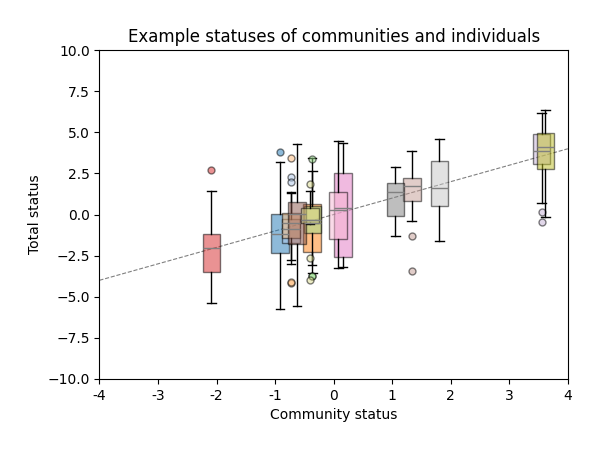 Example statuses of communities and individuals
10.0
7.5
5.0
2.5
0.0
−2.5
−5.0
−7.5
−10.0
Total status
-4 -3 -2 -1 0 1 2 3 4
Community status